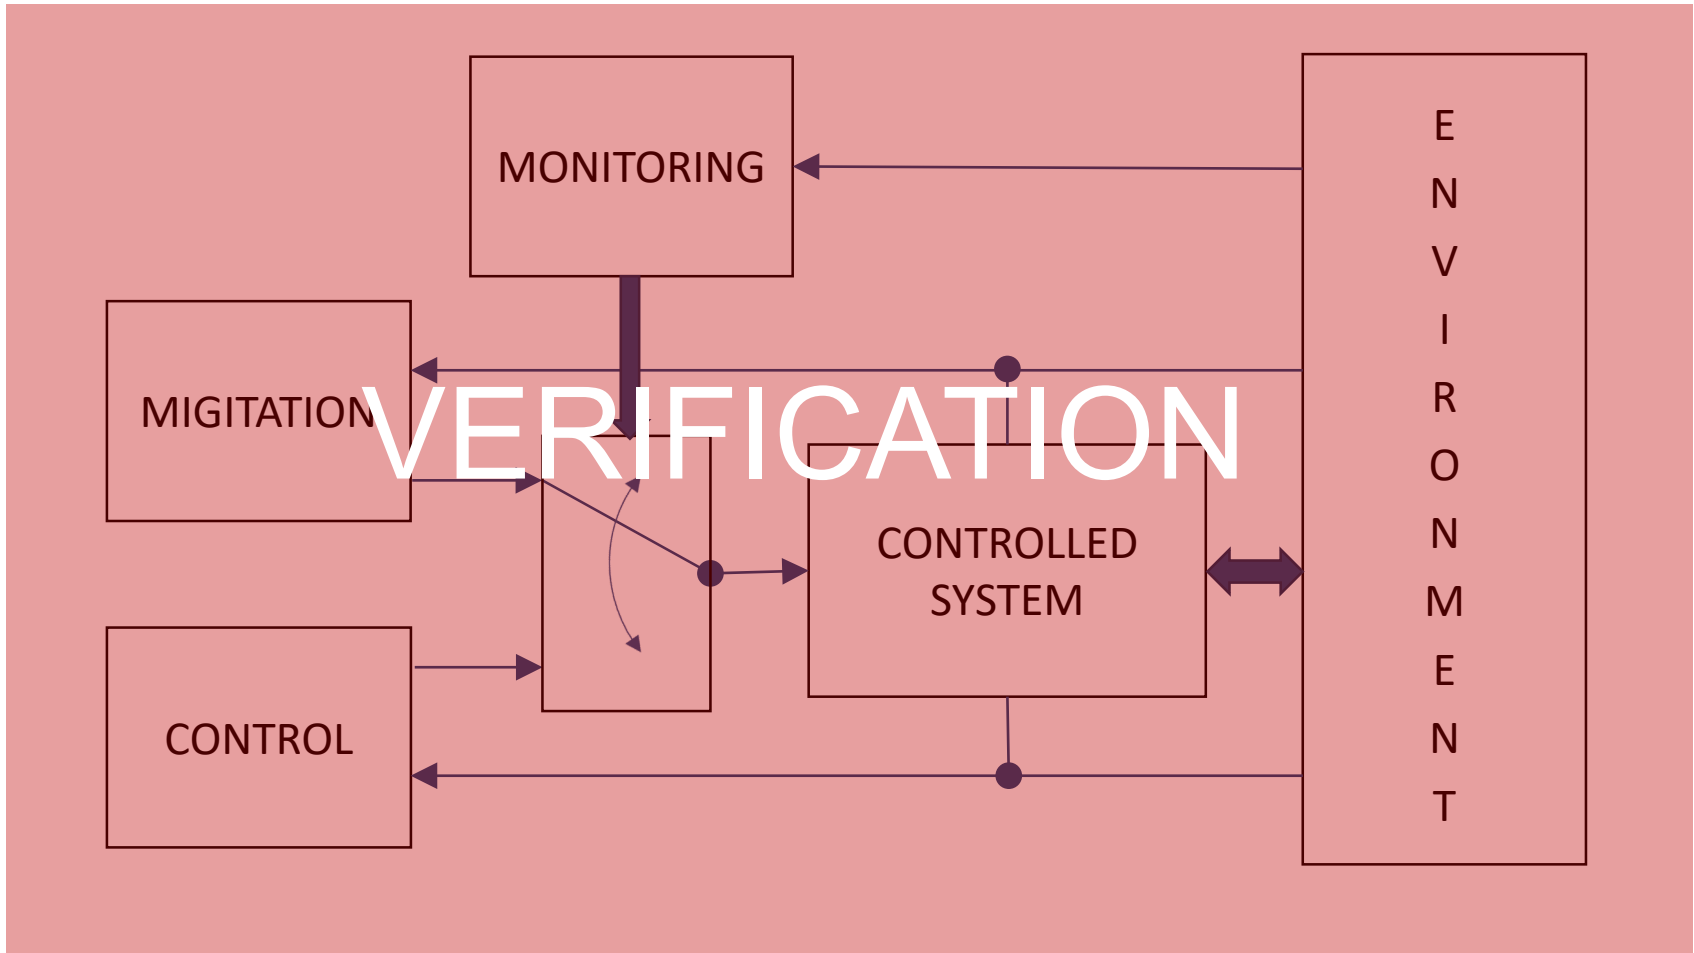 MONITORING
MIGITATION
VERIFICATION
CONTROLLED
SYSTEM
CONTROL
E
N
V
I
R
O
N
M
E
N
T